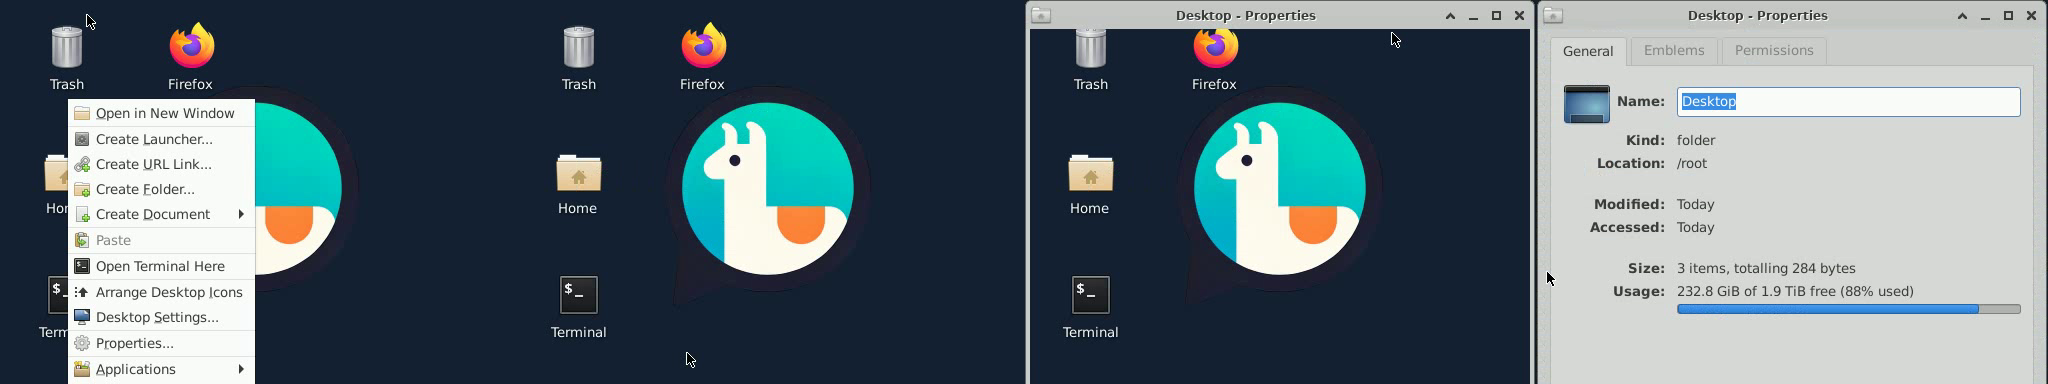 Trash
Firefox
Open in New Window
Create Launcher...
Create URL Link...
Create Folder...
Create Document
Paste
Open Terminal Here
Arrange Desktop Icons
Desktop Settings...
Properties...
Applications
Trash
Firefox
Home
$_
Terminal
Desktop - Properties
Trash
Firefox
Home
$_
Terminal
Desktop - Properties
General Emblems Permissions
Name: Desktop
Kind: folder
Location: /root
Modified: Today
Accessed: Today
Size: 3 items, totalling 284 bytes
Usage: 232.8 GiB of 1.9 TiB free (88% used)